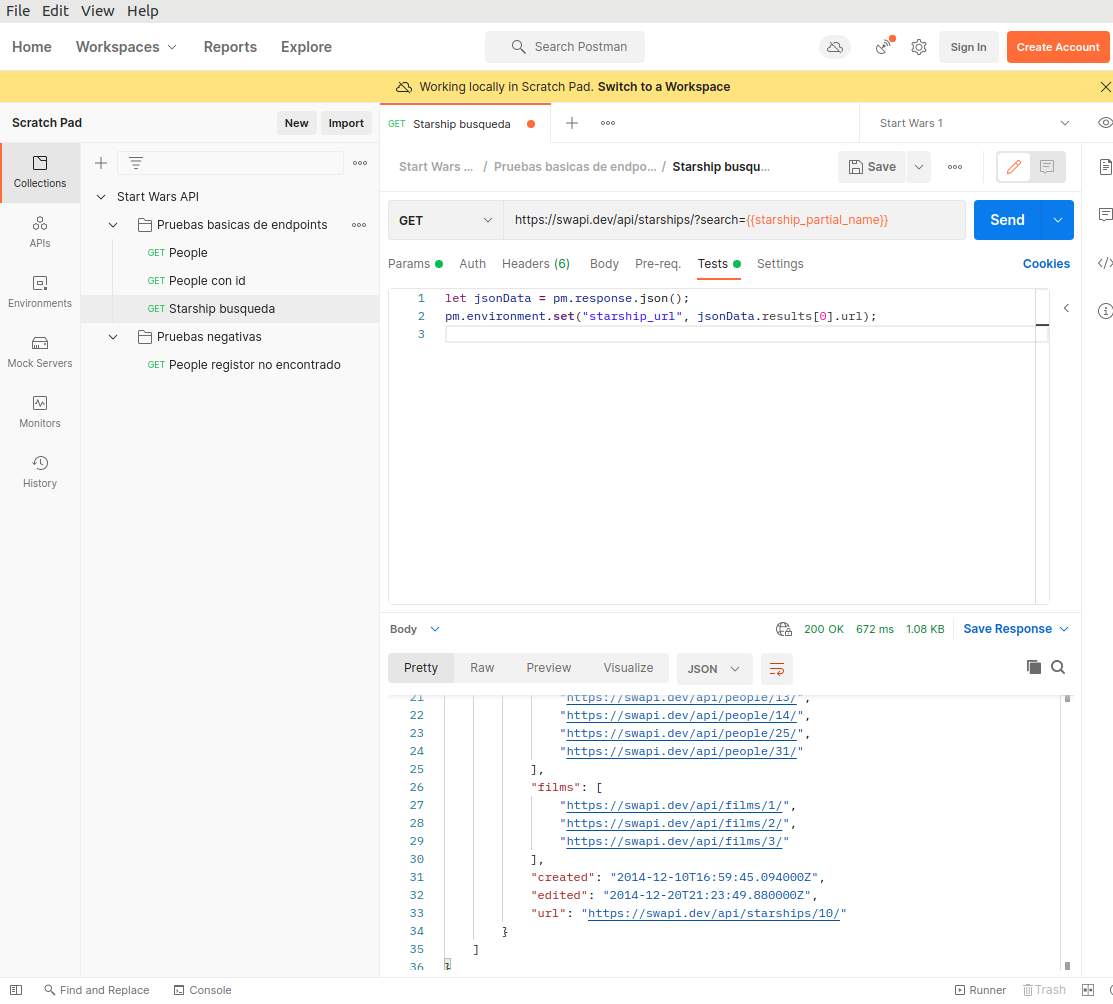 File Edit View Help
Home Workspaces Reports Explore Search Postman Sign In Create Account
Working locally in Scratch Pad. Switch to a Workspace
Scratch Pad New Import
GET Starship busqueda
Start Wars 1
Collections
APIs
Environments
Mock Servers
Monitors
History
Start Wars API
Pruebas basicas de endpoints
GET People
GET People con id
GET Starship busqueda
Pruebas negativas
GET People registor no encontrado
Start Wars ... / Pruebas basicas de endpo... / Starship busqu... Save
GET https://swapi.dev/api/starships/?search={{starship_partial_name}} Send
Params Auth Headers (6) Body Pre-req. Tests Settings Cookies
1 let jsonData = pm.response.json();
2 pm.environment.set("starship_url", jsonData.results[0].url);
3
Body 200 OK 672 ms 1.08 KB Save Response
Pretty Raw Preview Visualize JSON
21 "https://swapi.dev/api/people/13/",
22 "https://swapi.dev/api/people/14/",
23 "https://swapi.dev/api/people/25/",
24 "https://swapi.dev/api/people/31/"
25 ],
26 "films": [
27 "https://swapi.dev/api/films/1/",
28 "https://swapi.dev/api/films/2/",
29 "https://swapi.dev/api/films/3/"
30 ],
31 "created": "2014-12-10T16:59:45.094000Z",
32 "edited": "2014-12-20T21:23:49.880000Z",
33 "url": "https://swapi.dev/api/starships/10/"
34 }
35 ]
36 }
Find and Replace Console Runner Trash